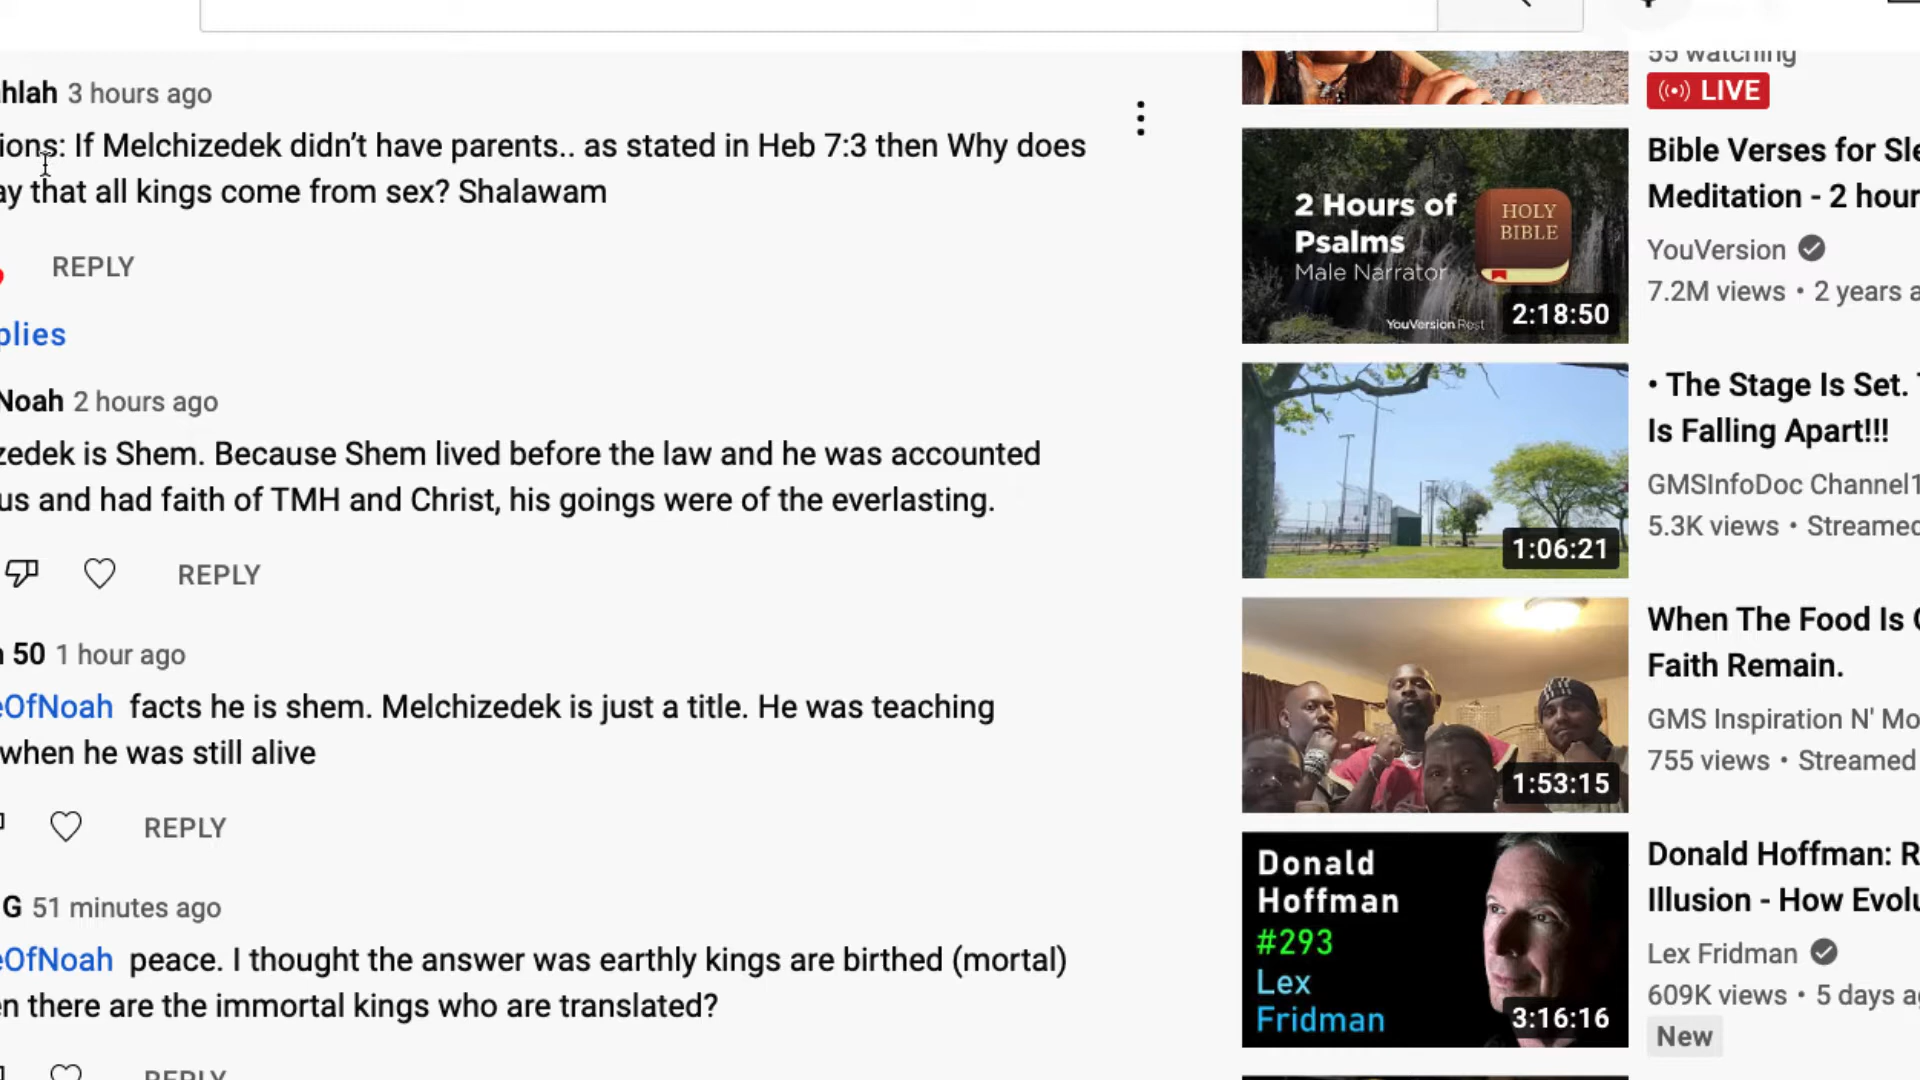 hlah 3 hours ago
ions: If Melchizedek didn't have parents.. as stated in Heb 7:3 then Why does
ay that all kings come from sex? Shalawam
REPLY
plies
Noah 2 hours ago
zedek is Shem. Because Shem lived before the law and he was accounted
us and had faith of TMH and Christ, his goings were of the everlasting.
REPLY
50 1 hour ago
eOfNoah facts he is shem. Melchizedek is just a title. He was teaching
when he was still alive
REPLY
G 51 minutes ago
eOfNoah peace. I thought the answer was earthly kings are birthed (mortal)
en there are the immortal kings who are translated?
REPLY
55 watching
LIVE
2 Hours of
Psalms
Male Narrator
HOLY
BIBLE
YouVersion Rest
2:18:50
Bible Verses for Sle
Meditation - 2 hour
YouVersion
7.2M views • 2 years a
1:06:21
• The Stage Is Set. T
Is Falling Apart!!!
GMSInfoDoc Channel1
5.3K views • Streamed
1:53:15
When The Food Is G
Faith Remain.
GMS Inspiration N' Mo
755 views • Streamed
Donald
Hoffman
#293
Lex
Fridman
3:16:16
Donald Hoffman: R
Illusion - How Evolu
Lex Fridman
609K views • 5 days ag
New